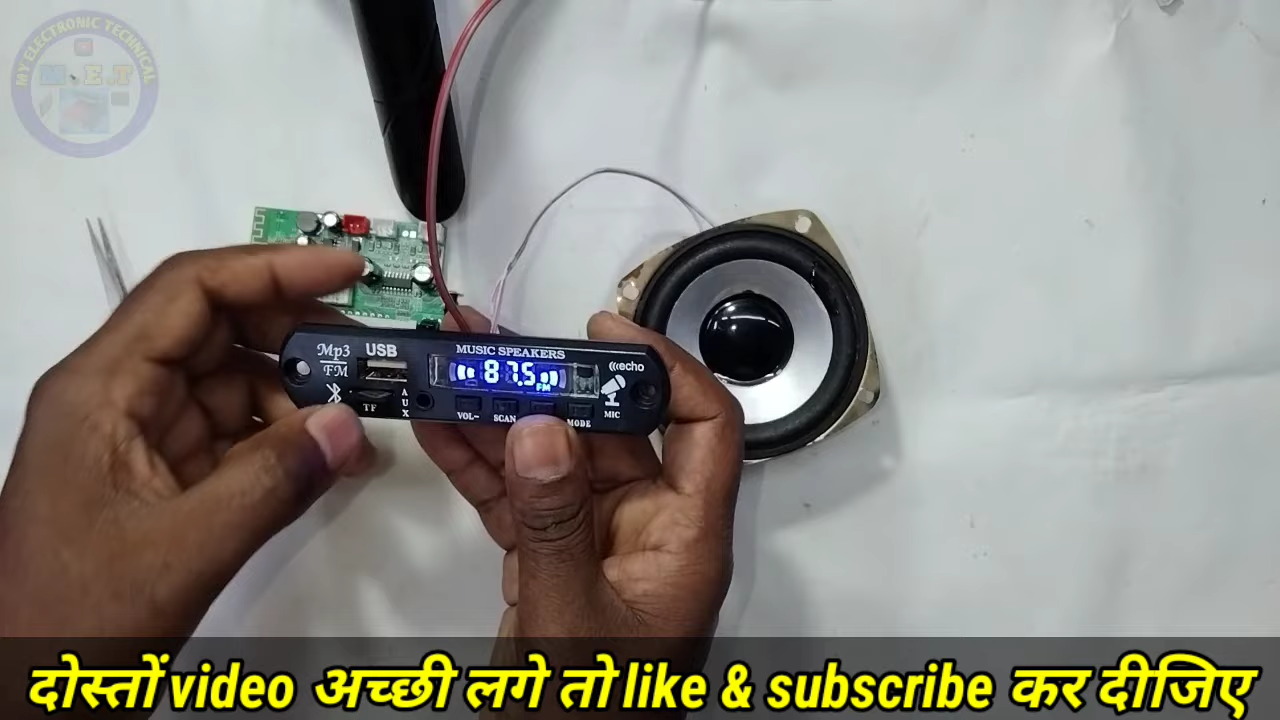 MY ELECTRONIC TECHNICAL
M.E.T
Mp3
FM
USB
MUSIC SPEAKERS
87.5
FM
echo
TF
AUX
VOL-
SCAN
MODE
MIC
दोस्तों video अच्छी लगे तो like & subscribe कर दीजिए